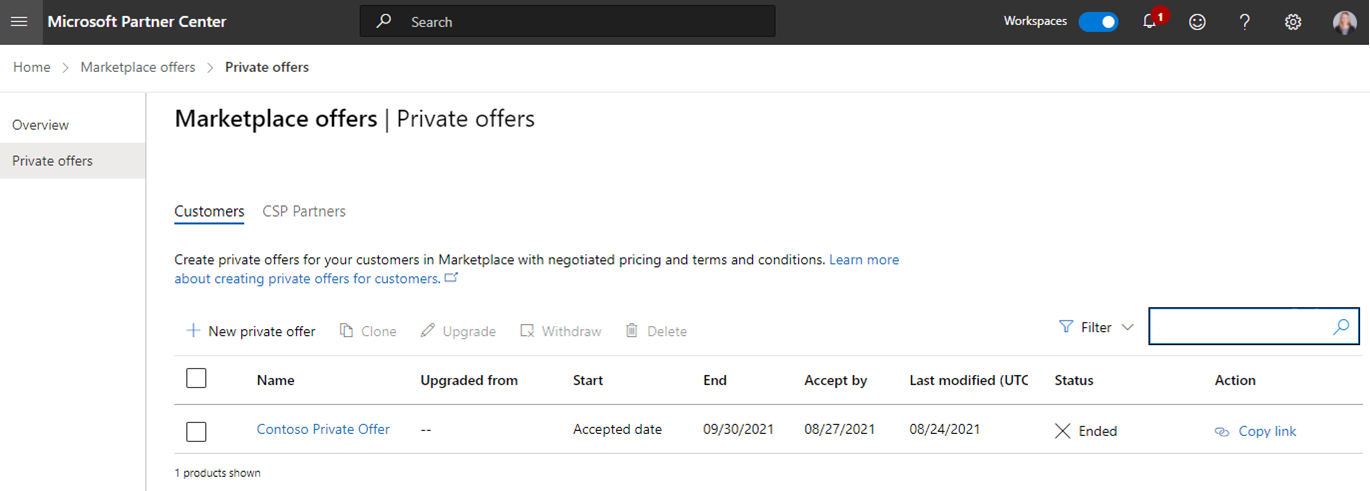 Microsoft Partner Center
Search
Workspaces
1
Home
Marketplace offers
Private offers
Overview
Private offers
Marketplace offers | Private offers
Customers
CSP Partners
Create private offers for your customers in Marketplace with negotiated pricing and terms and conditions. Learn more
about creating private offers for customers.
New private offer
Clone
Upgrade
Withdraw
Delete
Filter
Name Upgraded from Start End Accept by Last modified (UTC Status Action
Contoso Private Offer -- Accepted date 09/30/2021 08/27/2021 08/24/2021 Ended Copy link
1 products shown